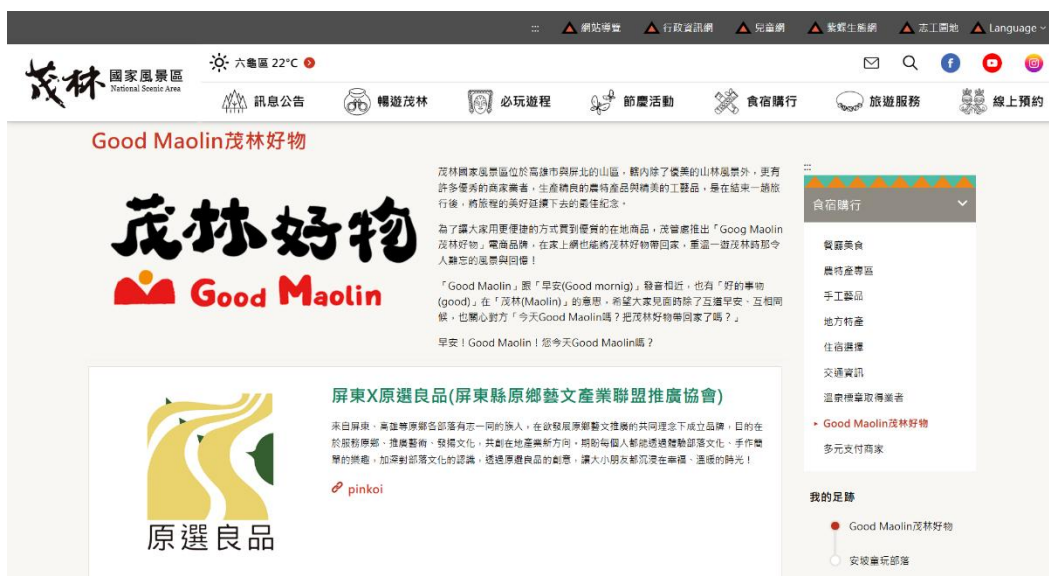 :::
網站導覽
行政資訊網
兒童網
紫蝶生態網
志工園地
Language
茂林 國家風景區
National Scenic Area
六龜區 22°C
訊息公告
暢遊茂林
必玩遊程
節慶活動
食宿購行
旅遊服務
線上預約
Good Maolin茂林好物
茂林好物
Good Maolin
茂林國家風景區位於高雄市與屏北的山區，轄內除了優美的山林風景外，更有
許多優秀的商家業者，生產精良的農特產品與精美的工藝品，是在結束一趟旅
行後，將旅程的美好延續下去的最佳紀念。
為了讓大家用更便捷的方式買到優質的在地商品，茂管處推出「Goog Maolin
茂林好物」電商品牌，在家上網也能將茂林好物帶回家，重溫一遊茂林時那令
人難忘的風景與回憶！
「Good Maolin」跟「早安(Good mornig)」發音相近，也有「好的事物
(good)」在「茂林(Maolin)」的意思，希望大家見面時除了互道早安、互相問
候，也關心對方「今天Good Maolin嗎？把茂林好物帶回家了嗎？」
早安！Good Maolin！您今天Good Maolin嗎？
原選良品
屏東X原選良品(屏東縣原鄉藝文產業聯盟推廣協會)
來自屏東、高雄等原鄉各部落有志一同的族人，在欲發展原鄉藝文推廣的共同理念下成立品牌，目的在
於服務原鄉、推廣藝術、發揚文化，共創在地產業新方向。期盼每個人都能透過體驗部落文化、手作簡
單的樂趣，加深對部落文化的認識，透過原選良品的創意，讓大小朋友都沉浸在幸福、溫暖的時光！
pinkoi
:::
食宿購行
餐廳美食
農特產專區
手工藝品
地方特產
住宿選擇
交通資訊
溫泉標章取得業者
Good Maolin茂林好物
多元支付商家
我的足跡
Good Maolin茂林好物
安坡童玩部落